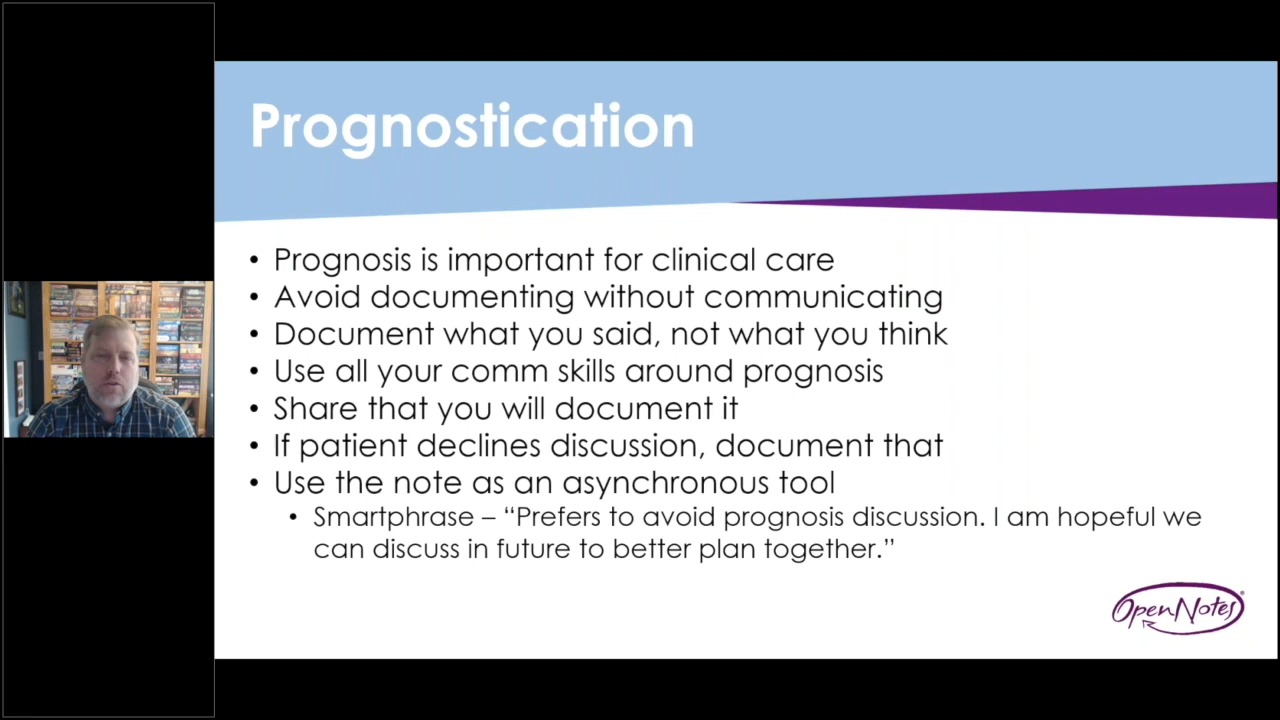 Prognostication
• Prognosis is important for clinical care
• Avoid documenting without communicating
• Document what you said, not what you think
• Use all your comm skills around prognosis
• Share that you will document it
• If patient declines discussion, document that
• Use the note as an asynchronous tool
• Smartphrase – “Prefers to avoid prognosis discussion. I am hopeful we
can discuss in future to better plan together.”
OpenNotes®